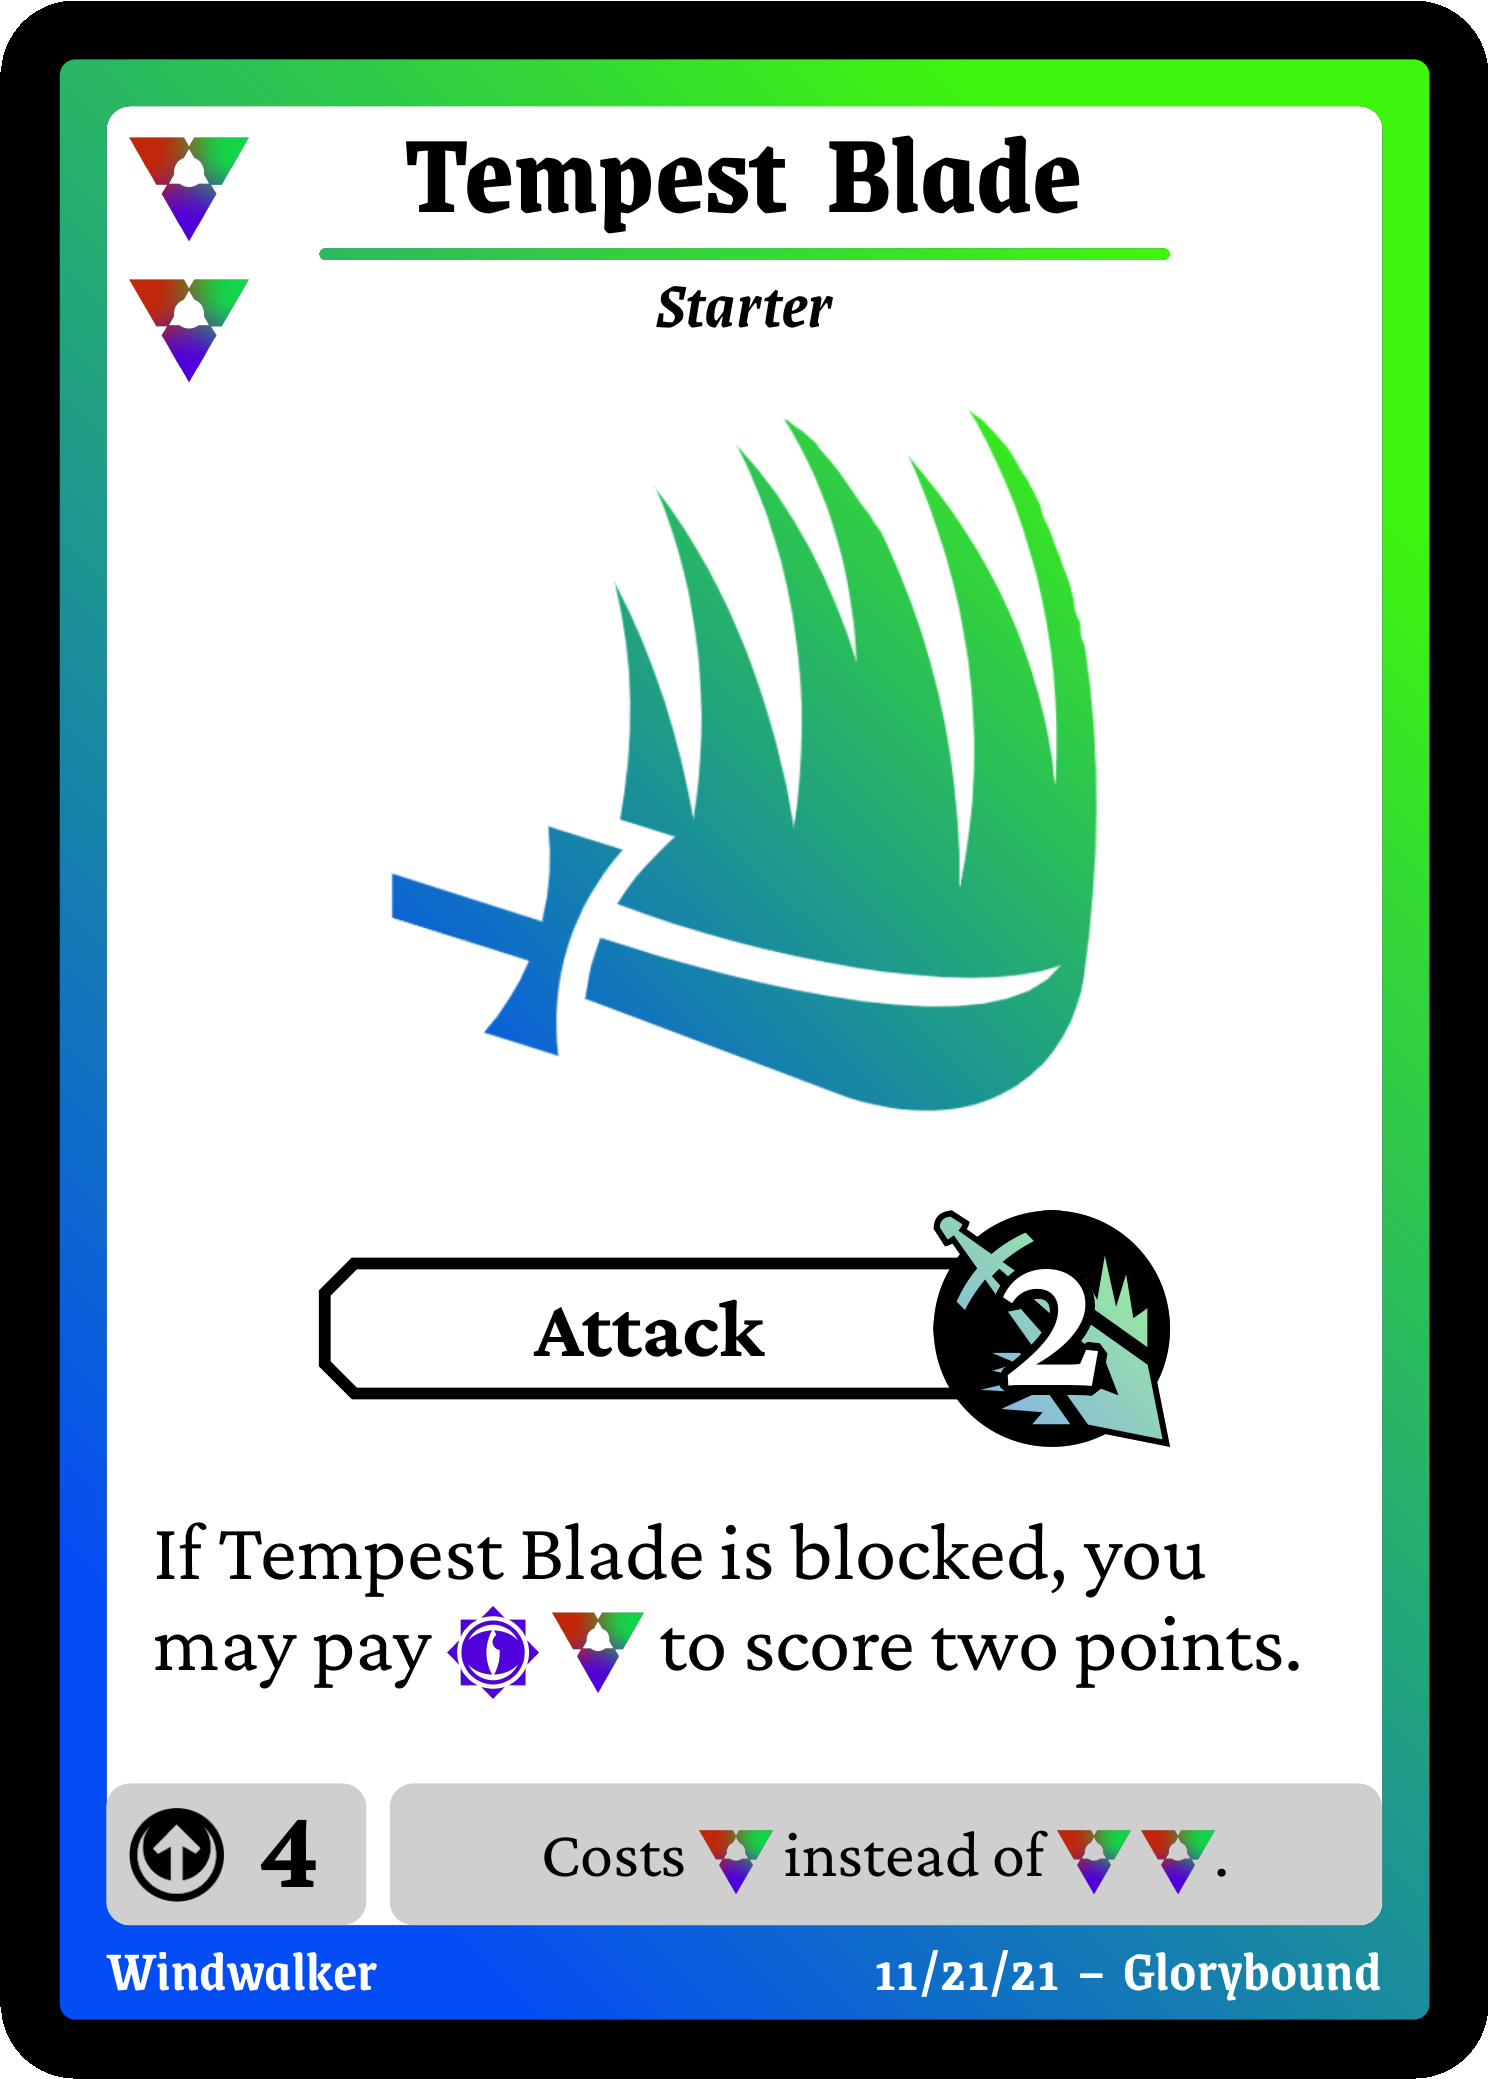 Tempest Blade
Starter
Attack
2
If Tempest Blade is blocked, you
may pay to score two points.
4
Costs instead of .
Windwalker
11/21/21 – Glorybound